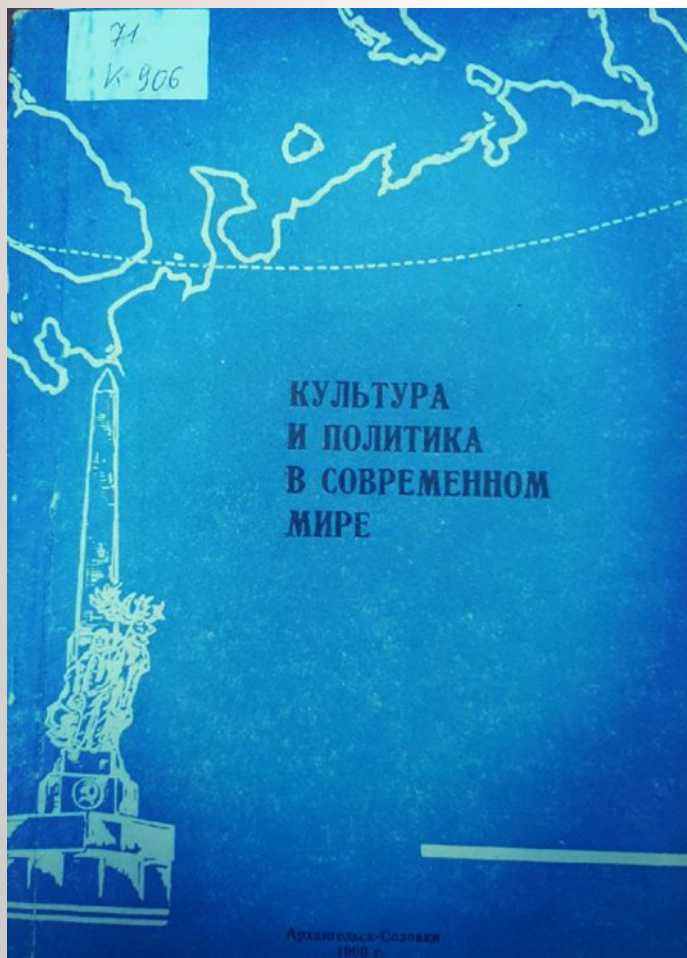 71
К 906
КУЛЬТУРА
И ПОЛИТИКА
В СОВРЕМЕННОМ
МИРЕ
Архангельск-Соловки